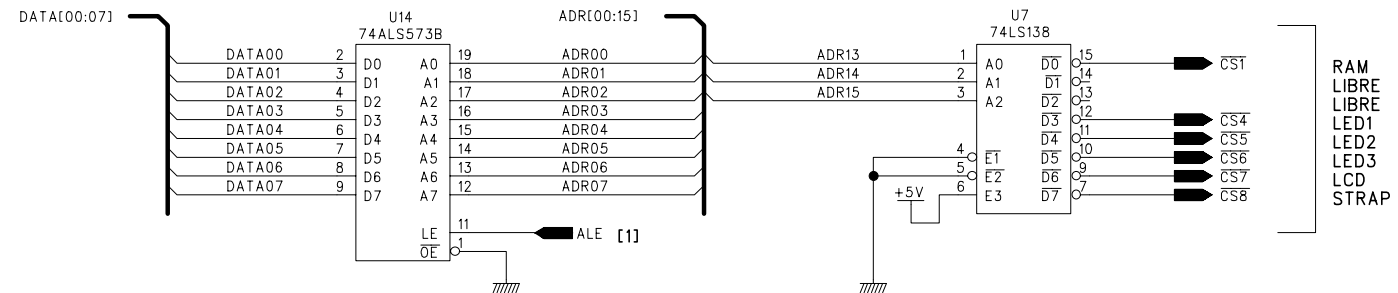 DATA[00:07]
ADR[00:15]
U14
74ALS573B
U7
74LS138
DATA00 2 D0 A0 19 ADR00
DATA01 3 D1 A1 18 ADR01
DATA02 4 D2 A2 17 ADR02
DATA03 5 D3 A3 16 ADR03
DATA04 6 D4 A4 15 ADR04
DATA05 7 D5 A5 14 ADR05
DATA06 8 D6 A6 13 ADR06
DATA07 9 D7 A7 12 ADR07
LE 11 ALE [1]
OE 1
ADR13 1 A0 D0 15 CS1
ADR14 2 A1 D1 14
ADR15 3 A2 D2 13
D3 12 CS4
D4 11 CS5
4 E1 D5 10 CS6
5 E2 D6 9 CS7
+5V 6 E3 D7 7 CS8
RAM
LIBRE
LIBRE
LED1
LED2
LED3
LCD
STRAP